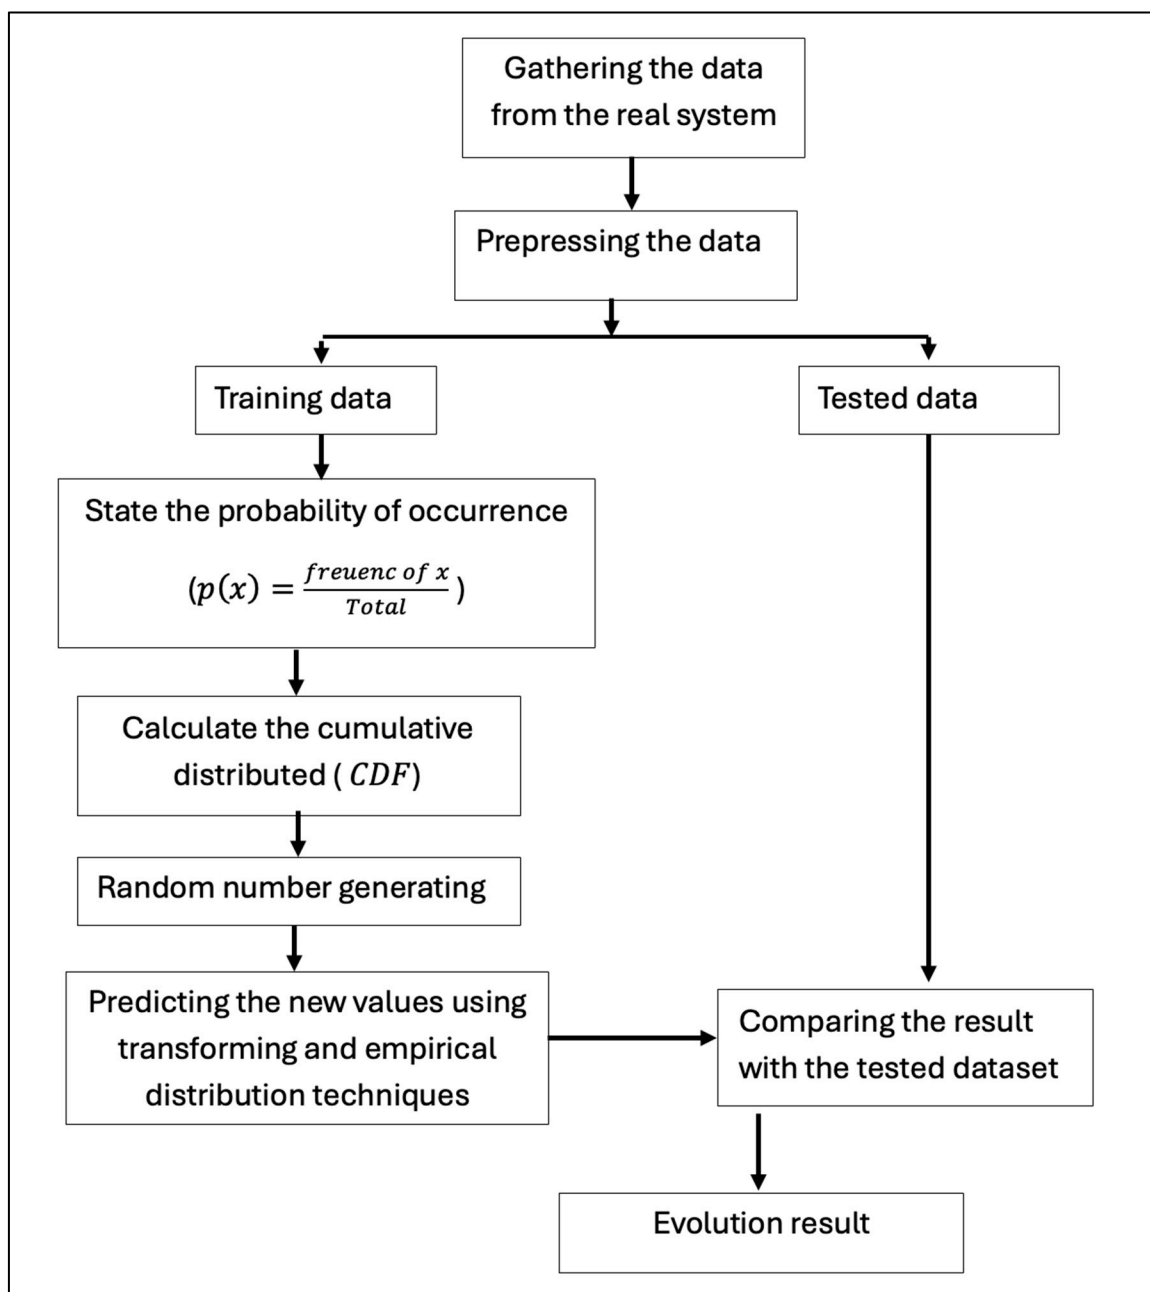 Gathering the data
from the real system
Prepressing the data
Training data
Tested data
State the probability of occurrence
(p(x) = freuenc of x / Total )
Calculate the cumulative
distributed ( CDF)
Random number generating
Predicting the new values using
transforming and empirical
distribution techniques
Comparing the result
with the tested dataset
Evolution result